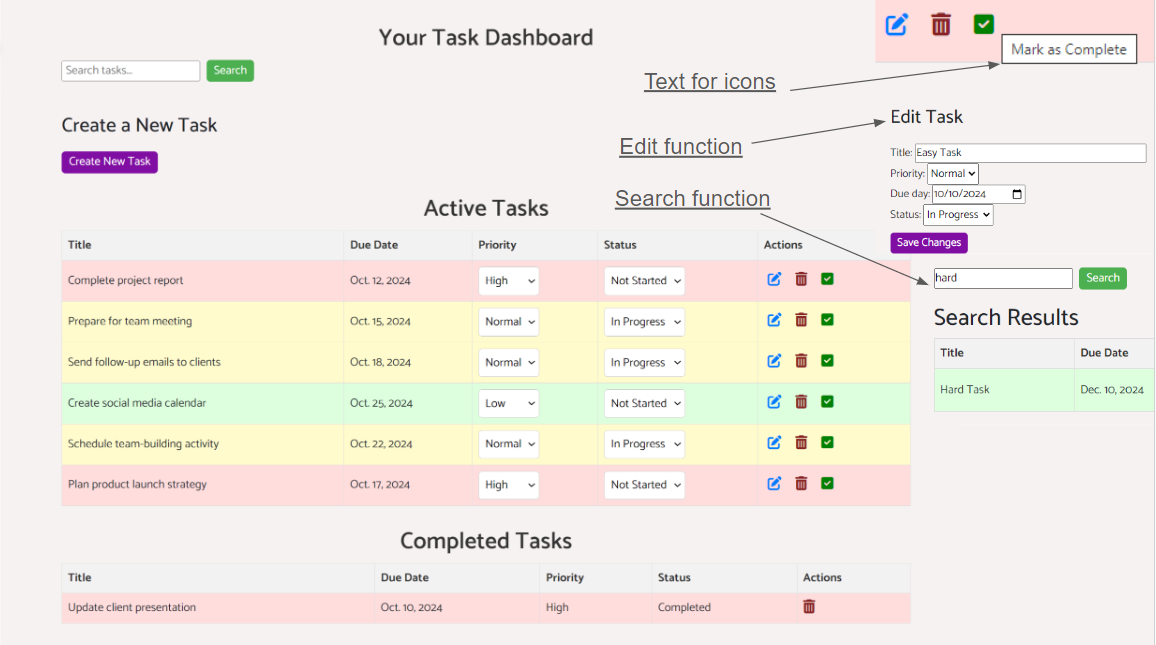 Your Task Dashboard
Search tasks... Search
Create a New Task
Create New Task
Active Tasks
Title Due Date Priority Status Actions
Complete project report Oct. 12, 2024 High Not Started
Prepare for team meeting Oct. 15, 2024 Normal In Progress
Send follow-up emails to clients Oct. 18, 2024 Normal In Progress
Create social media calendar Oct. 25, 2024 Low Not Started
Schedule team-building activity Oct. 22, 2024 Normal In Progress
Plan product launch strategy Oct. 17, 2024 High Not Started
Completed Tasks
Title Due Date Priority Status Actions
Update client presentation Oct. 10, 2024 High Completed
Text for icons
Mark as Complete
Edit function
Edit Task
Title: Easy Task
Priority: Normal
Due day: 10/10/2024
Status: In Progress
Save Changes
Search function
hard Search
Search Results
Title Due Date
Hard Task Dec. 10, 2024